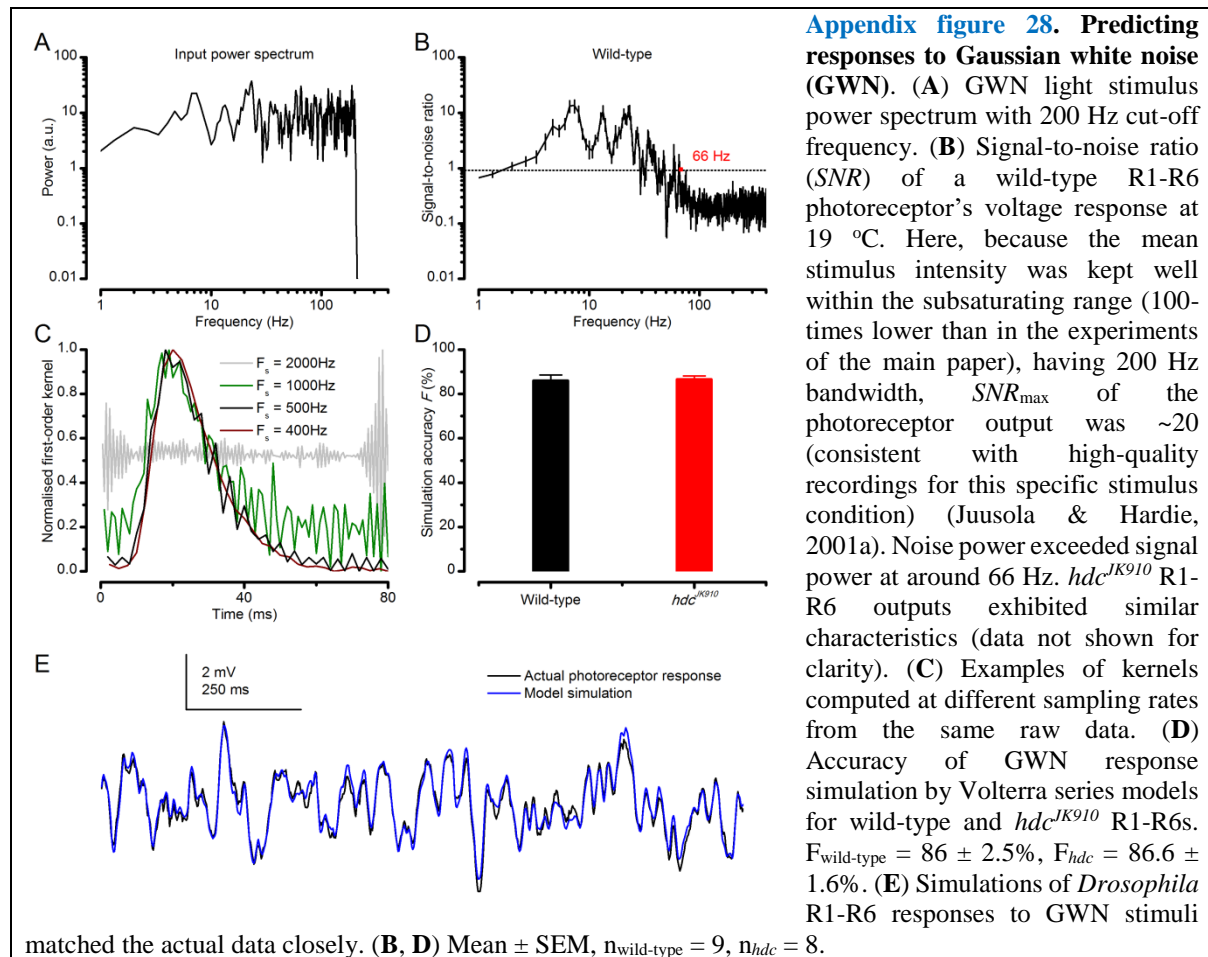 A
Input power spectrum
100
10
1
0.1
0.01
Power (a.u.)
1
10
100
Frequency (Hz)
B
Wild-type
100
10
1
0.1
0.01
Signal-to-noise ratio
66 Hz
1
10
100
Frequency (Hz)
C
1.0
0.8
0.6
0.4
0.2
0.0
Normalised first-order kernel
Fs = 2000Hz
Fs = 1000Hz
Fs = 500Hz
Fs = 400Hz
0
40
80
Time (ms)
D
100
80
60
40
20
0
Simulation accuracy F (%)
Wild-type
hdcJK910
E
2 mV
250 ms
Actual photoreceptor response
Model simulation
Appendix figure 28. Predicting
responses to Gaussian white noise
(GWN). (A) GWN light stimulus
power spectrum with 200 Hz cut-off
frequency. (B) Signal-to-noise ratio
(SNR) of a wild-type R1-R6
photoreceptor's voltage response at
19 ºC. Here, because the mean
stimulus intensity was kept well
within the subsaturating range (100-
times lower than in the experiments
of the main paper), having 200 Hz
bandwidth, SNRmax of the
photoreceptor output was ~20
(consistent with high-quality
recordings for this specific stimulus
condition) (Juusola & Hardie,
2001a). Noise power exceeded signal
power at around 66 Hz. hdcJK910 R1-
R6 outputs exhibited similar
characteristics (data not shown for
clarity). (C) Examples of kernels
computed at different sampling rates
from the same raw data. (D)
Accuracy of GWN response
simulation by Volterra series models
for wild-type and hdcJK910 R1-R6s.
Fwild-type = 86 ± 2.5%, Fhdc = 86.6 ±
1.6%. (E) Simulations of Drosophila
R1-R6 responses to GWN stimuli
matched the actual data closely. (B, D) Mean ± SEM, nwild-type = 9, nhdc = 8.